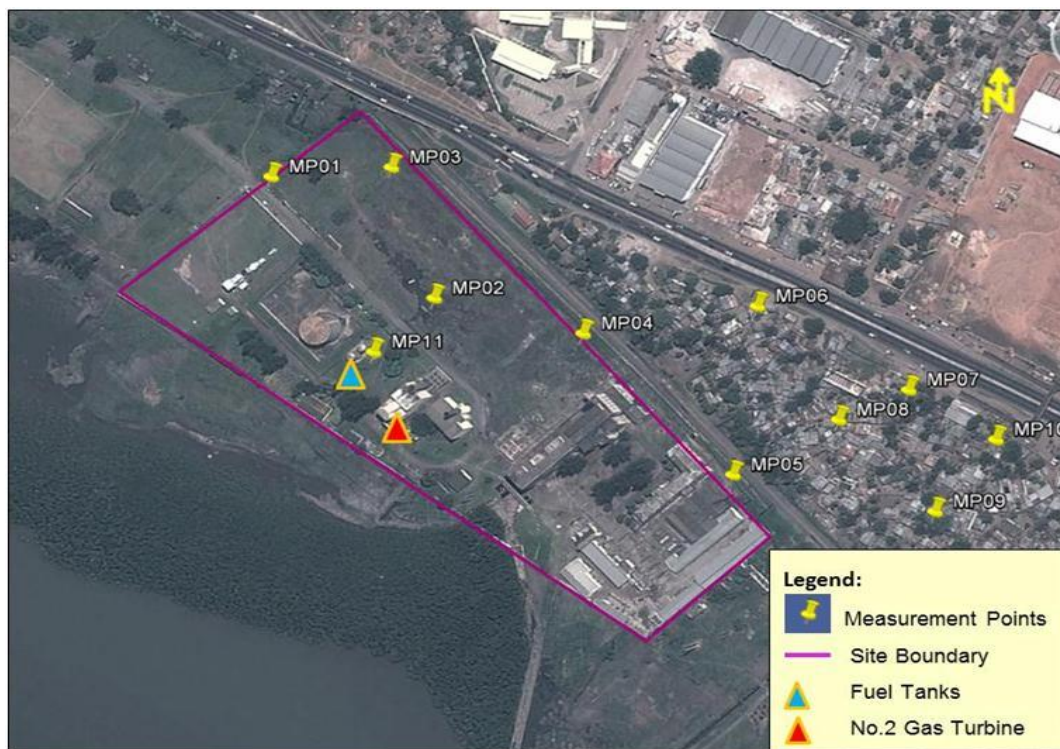 MP01
MP03
MP02
MP04
MP06
MP11
MP07
MP08
MP10
MP05
MP09
N
Legend:
Measurement Points
Site Boundary
Fuel Tanks
No.2 Gas Turbine